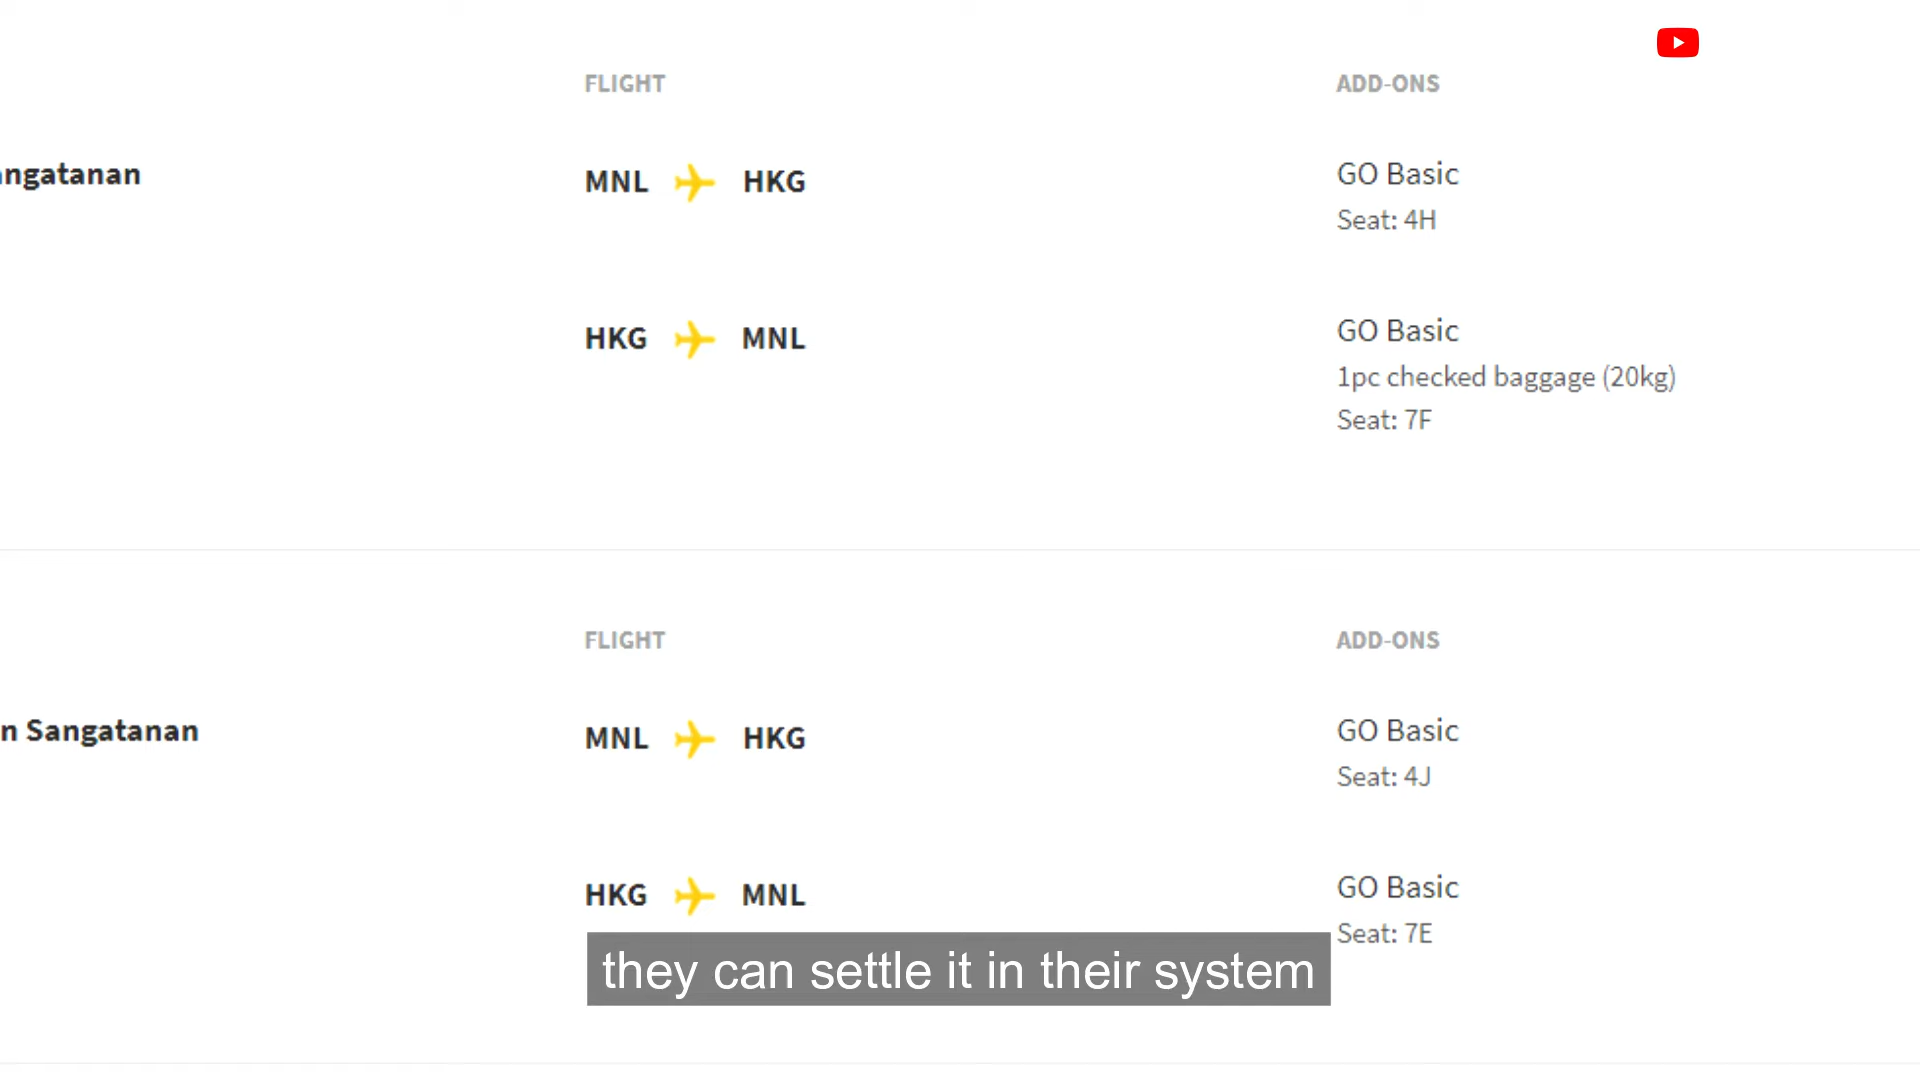 FLIGHT ADD-ONS
angatanan MNL HKG GO Basic
Seat: 4H
HKG MNL GO Basic
1pc checked baggage (20kg)
Seat: 7F
FLIGHT ADD-ONS
n Sangatanan MNL HKG GO Basic
Seat: 4J
HKG MNL GO Basic
Seat: 7E
they can settle it in their system